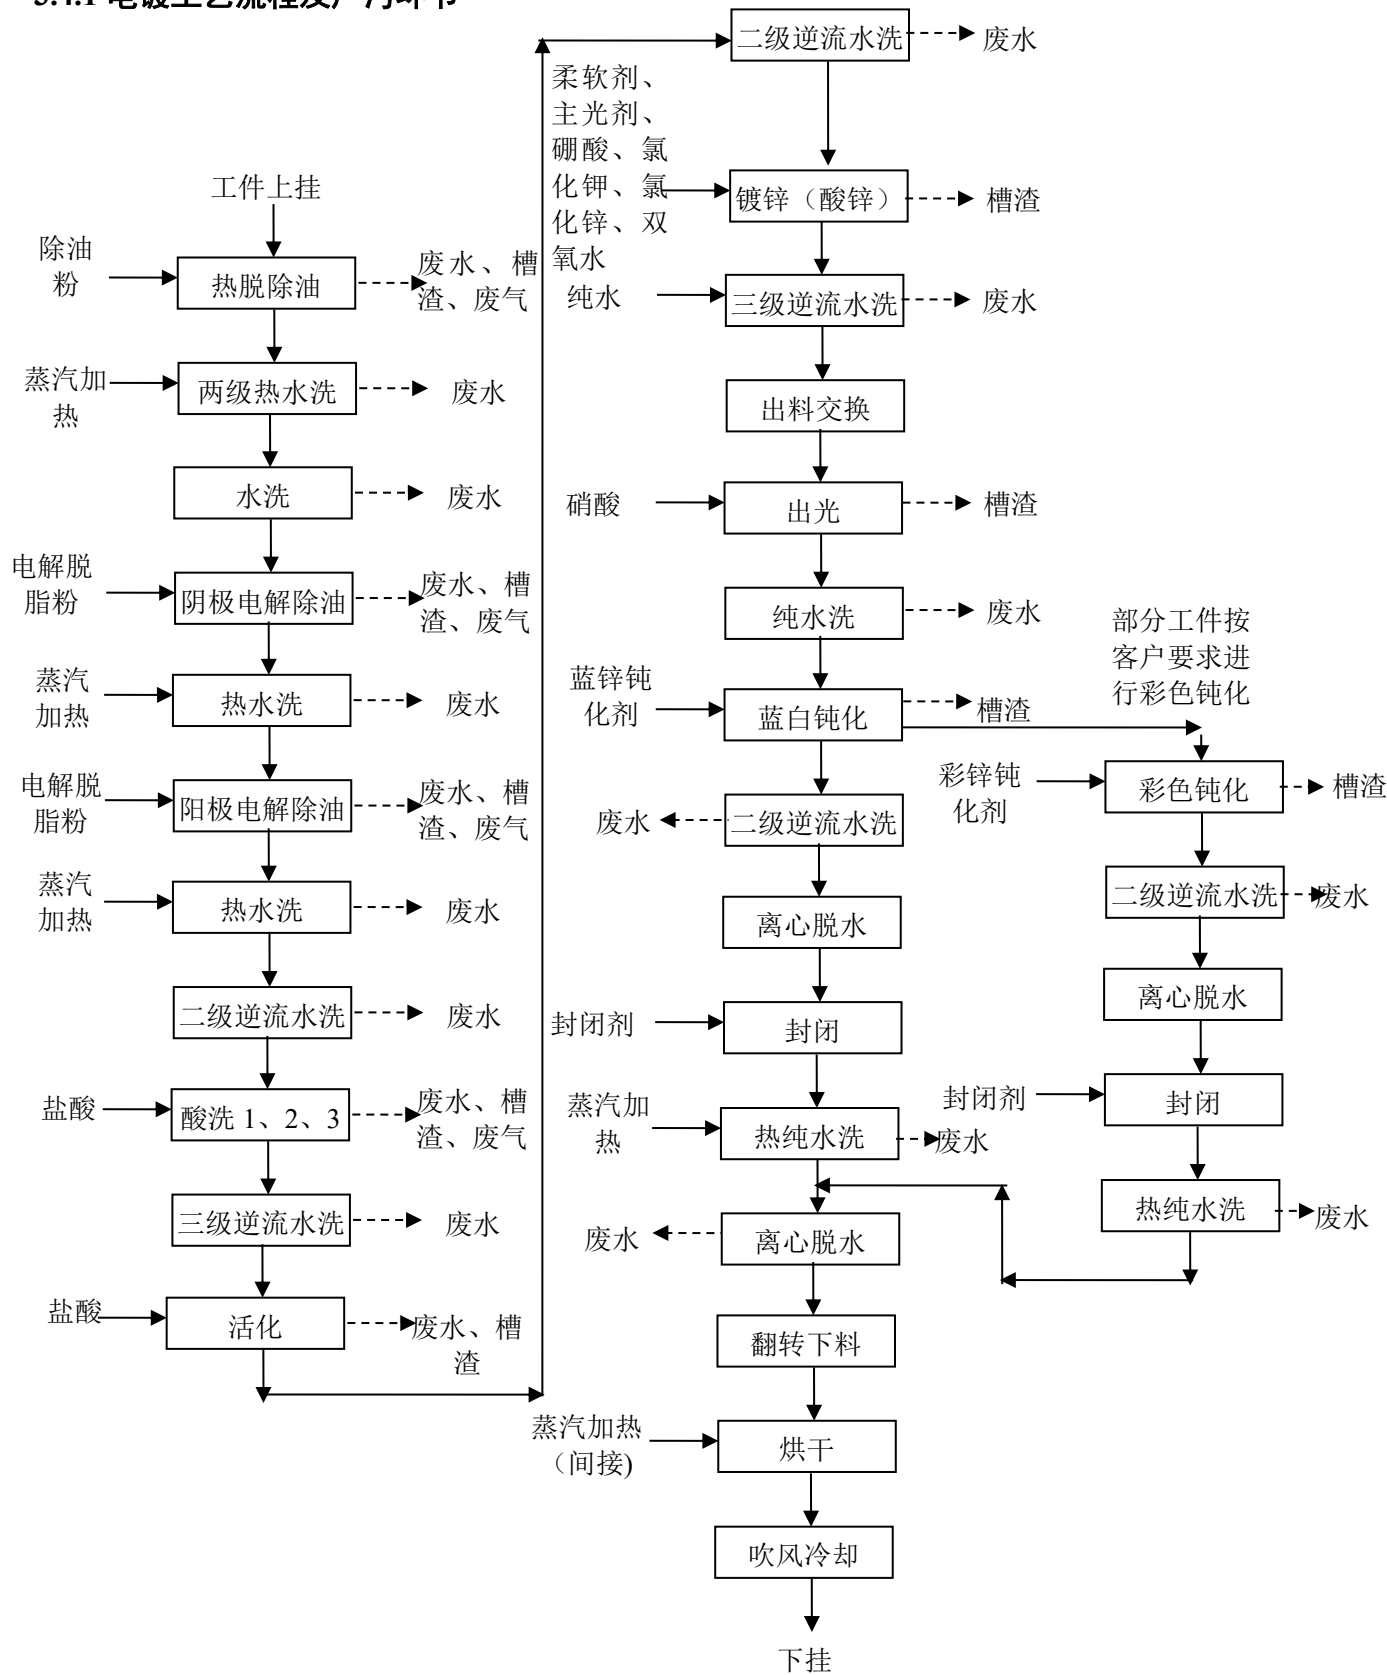 3.4.1 电镀工艺流程及产污环节
工件上挂
除油
粉
热脱除油
废水、槽
渣、废气
蒸汽加
热
两级热水洗
废水
水洗
废水
电解脱
脂粉
阴极电解除油
废水、槽
渣、废气
蒸汽
加热
热水洗
废水
电解脱
脂粉
阳极电解除油
废水、槽
渣、废气
蒸汽
加热
热水洗
废水
二级逆流水洗
废水
盐酸
酸洗 1、2、3
废水、槽
渣、废气
三级逆流水洗
废水
盐酸
活化
废水、槽
渣
二级逆流水洗
废水
柔软剂、
主光剂、
硼酸、氯
化钾、氯
化锌、双
氧水
镀锌（酸锌）
槽渣
纯水
三级逆流水洗
废水
出料交换
硝酸
出光
槽渣
纯水洗
废水
蓝锌钝
化剂
蓝白钝化
槽渣
二级逆流水洗
废水
离心脱水
封闭剂
封闭
蒸汽加
热
热纯水洗
废水
离心脱水
废水
翻转下料
蒸汽加热
（间接)
烘干
吹风冷却
下挂
部分工件按
客户要求进
行彩色钝化
彩锌钝
化剂
彩色钝化
槽渣
二级逆流水洗
废水
离心脱水
封闭剂
封闭
热纯水洗
废水